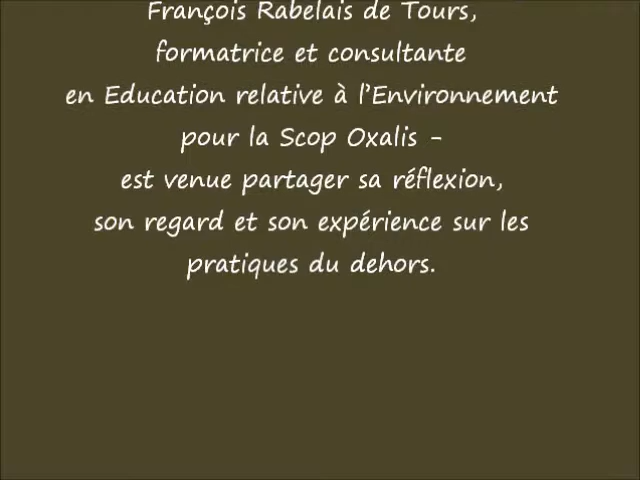 François Rabelais de Tours,
formatrice et consultante
en Education relative à l'Environnement
pour la Scop Oxalis -
est venue partager sa réflexion,
son regard et son expérience sur les
pratiques du dehors.